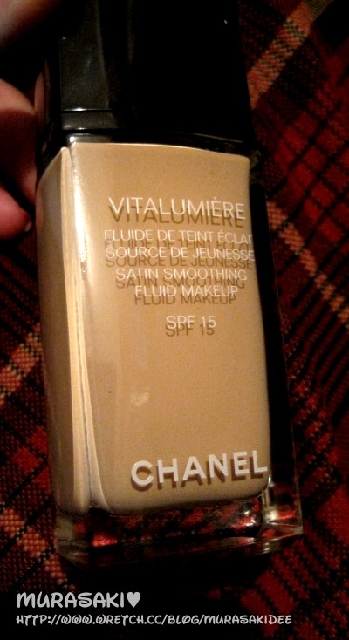 VITALUMIÈRE
FLUIDE DE TEINT ÉCLAT
SOURCE DE JEUNESSE
SATIN SMOOTHING
FLUID MAKEUP
SPF 15
CHANEL
MURASAKI♥
HTTP://WWW.WRETCH.CC/BLOG/MURASAKIDEE